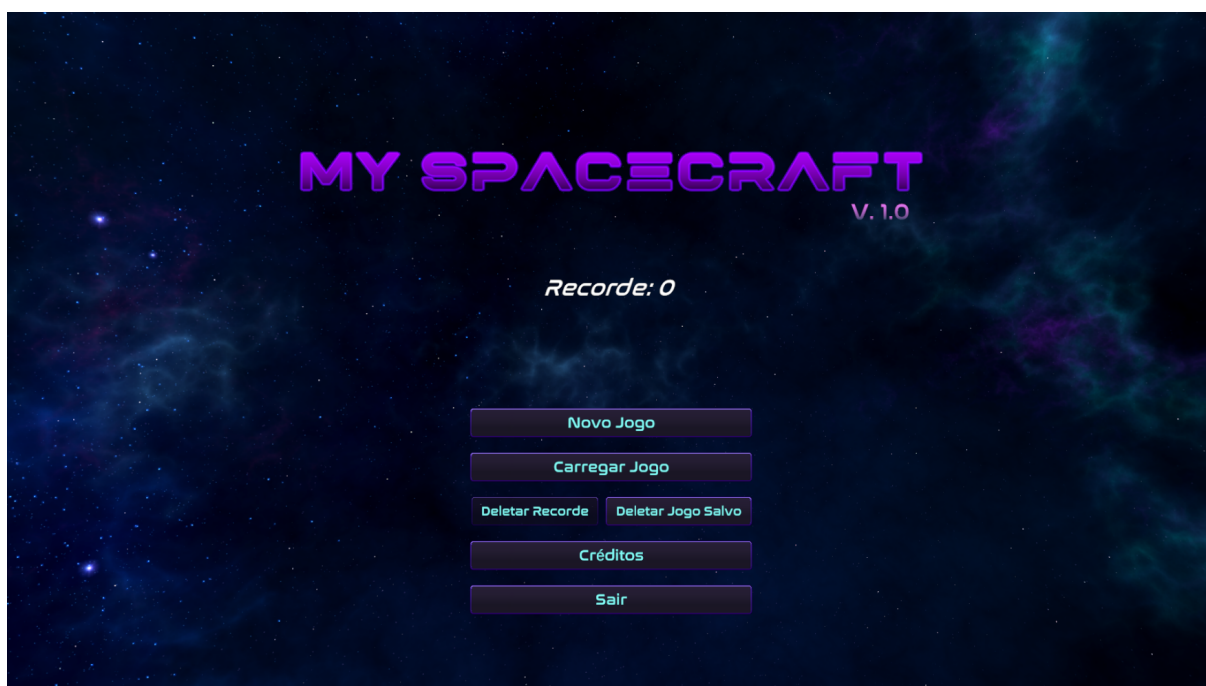 MY SPACECRAFT
V. 1.0
Recorde: 0
Novo Jogo
Carregar Jogo
Deletar Recorde Deletar Jogo Salvo
Créditos
Sair